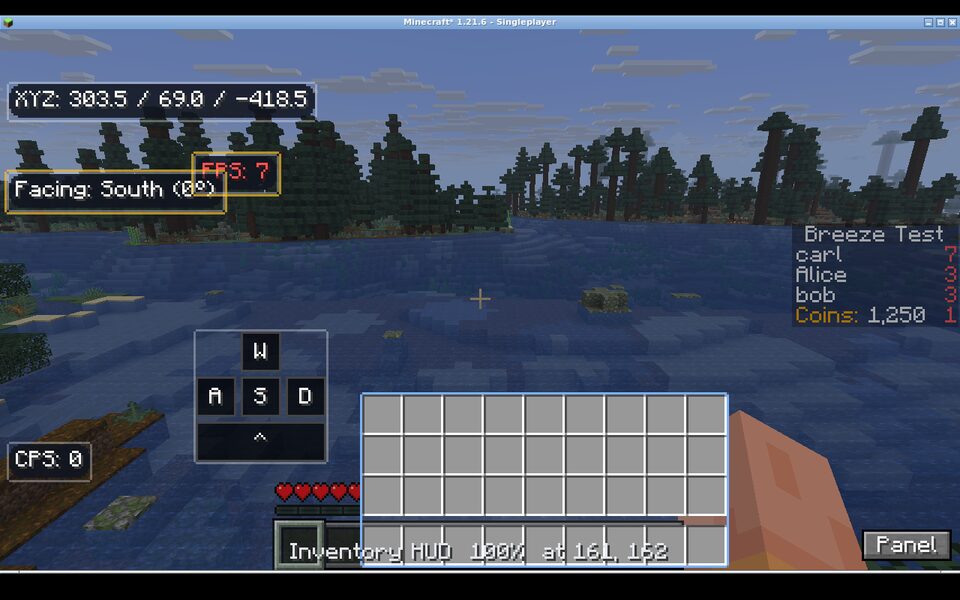 Minecraft* 1.21.6 - Singleplayer
XYZ: 303.5 / 69.0 / -418.5
FPS: 7
Facing: South (0°)
Breeze Test
carl 7
Alice 3
bob 3
Coins: 1,250 1
W
A S D
^
CPS: 0
Inventory HUD 100% at 161, 162
Panel